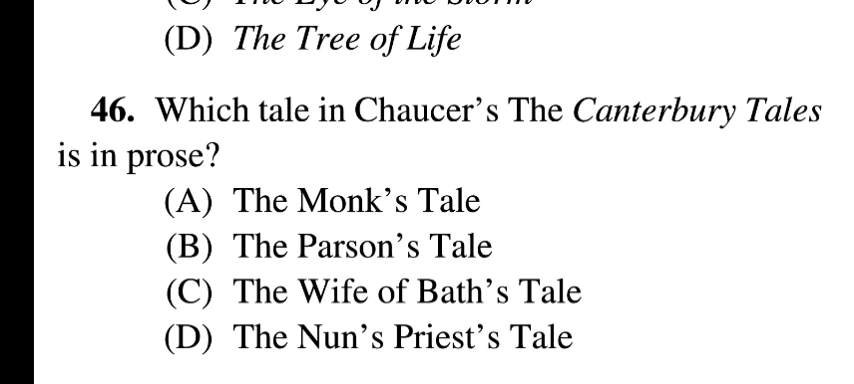 (D) The Tree of Life
46. Which tale in Chaucer's The Canterbury Tales
is in prose?
(A) The Monk's Tale
(B) The Parson's Tale
(C) The Wife of Bath's Tale
(D) The Nun's Priest's Tale